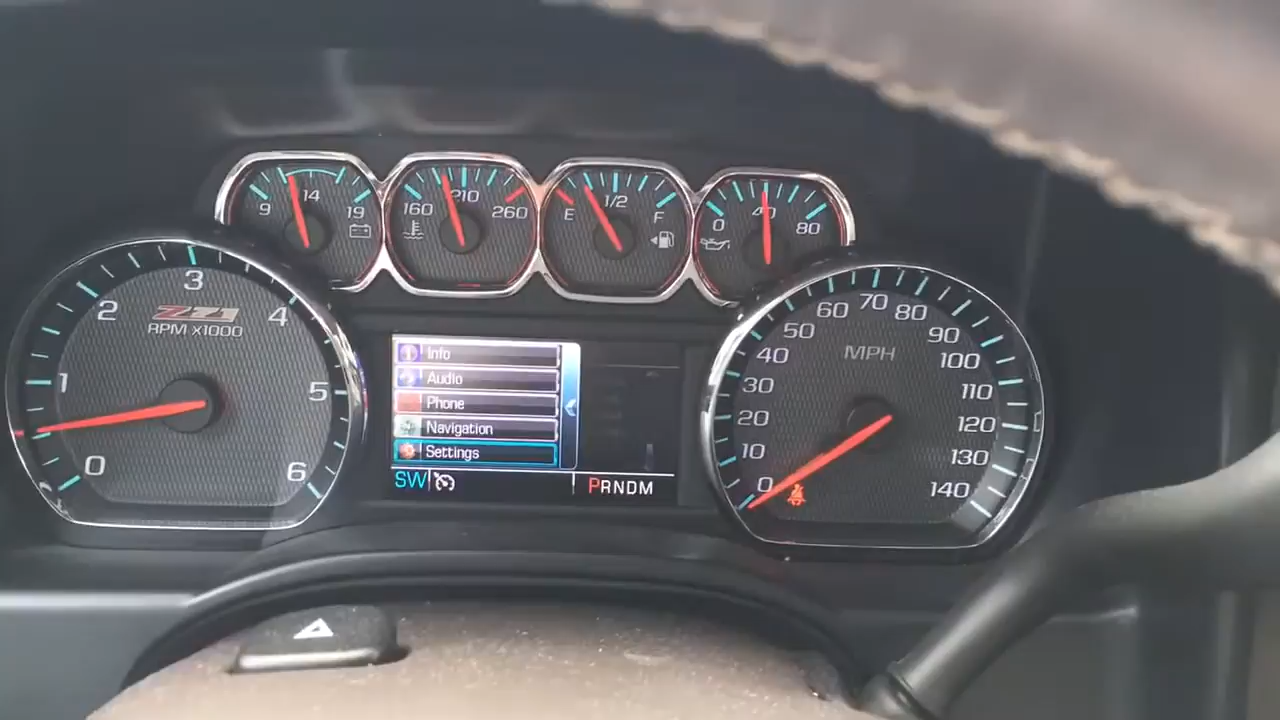 9 14 19
160 210 260
E 1/2 F
0 40 80
0 1 2 3 4 5 6
Z71
RPM x1000
Info
Audio
Phone
Navigation
Settings
SW
PRNDM
0 10 20 30 40 50 60 70 80 90 100 110 120 130 140
MPH